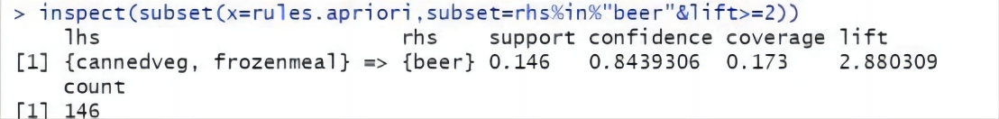 > inspect(subset(x=rules.apriori,subset=rhs%in%"beer"&lift>=2))
lhs rhs support confidence coverage lift
[1] {cannedveg, frozenmeal} => {beer} 0.146 0.8439306 0.173 2.880309
count
[1] 146